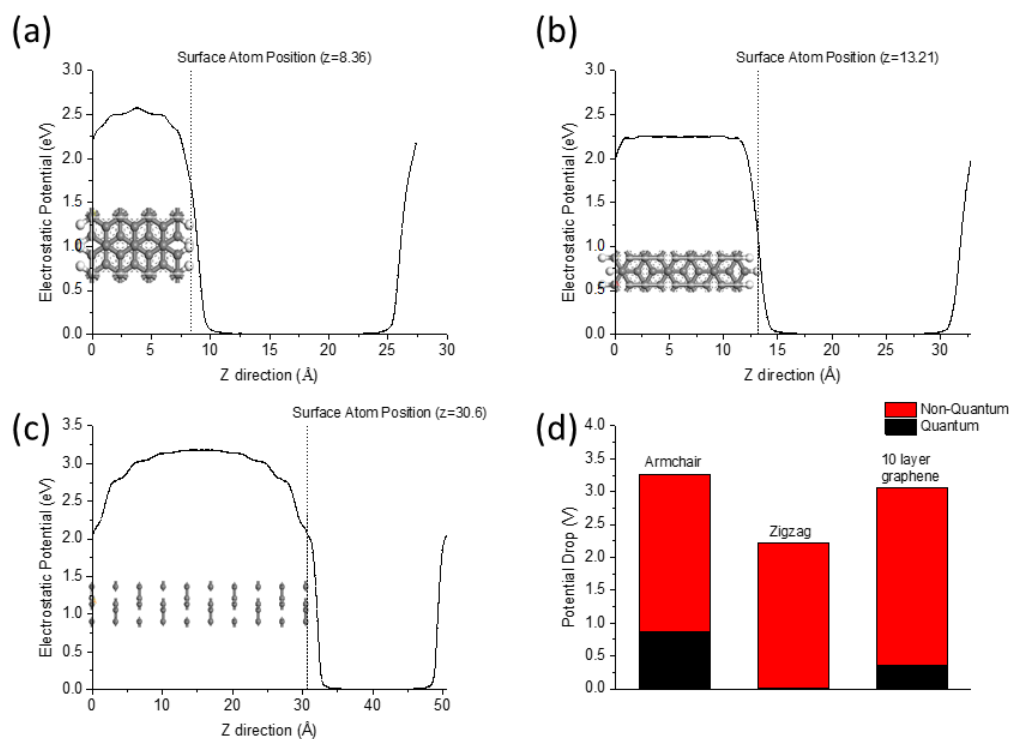 (a)
Surface Atom Position (z=8.36)
3.0
2.5
2.0
1.5
1.0
0.5
0.0
Electrostatic Potential (eV)
0 5 10 15 20 25 30
Z direction (Å)
(b)
Surface Atom Position (z=13.21)
3.0
2.5
2.0
1.5
1.0
0.5
0.0
Electrostatic Potential (eV)
0 5 10 15 20 25 30
Z direction (Å)
(c)
Surface Atom Position (z=30.6)
3.5
3.0
2.5
2.0
1.5
1.0
0.5
0.0
Electrostatic Potential (eV)
0 10 20 30 40 50
Z direction (Å)
(d)
Non-Quantum
Quantum
4.0
3.5
3.0
2.5
2.0
1.5
1.0
0.5
0.0
Potential Drop (V)
Armchair
Zigzag
10 layer
graphene